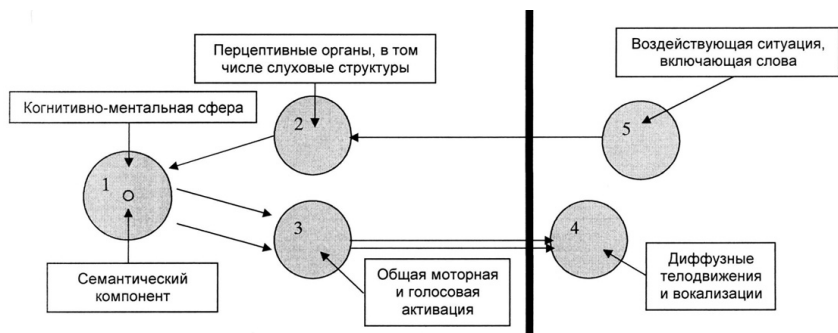 Перцептивные органы, в том
числе слуховые структуры
Воздействующая ситуация,
включающая слова
Когнитивно-ментальная сфера
2
5
1
3
4
Семантический
компонент
Общая моторная
и голосовая
активация
Диффузные
телодвижения
и вокализации